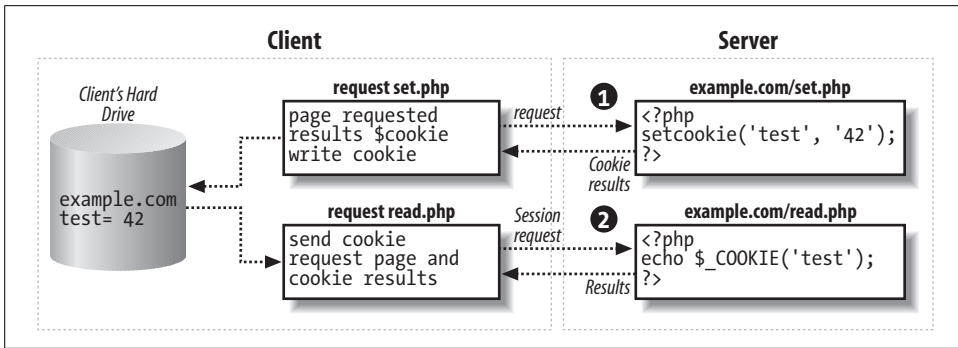 Client
Server
Client's Hard
Drive
example.com
test= 42
request set.php
page requested
results $cookie
write cookie
request
1
Cookie
results
example.com/set.php
<?php
setcookie('test', '42');
?>
request read.php
send cookie
request page and
cookie results
Session
request
2
Results
example.com/read.php
<?php
echo $_COOKIE('test');
?>